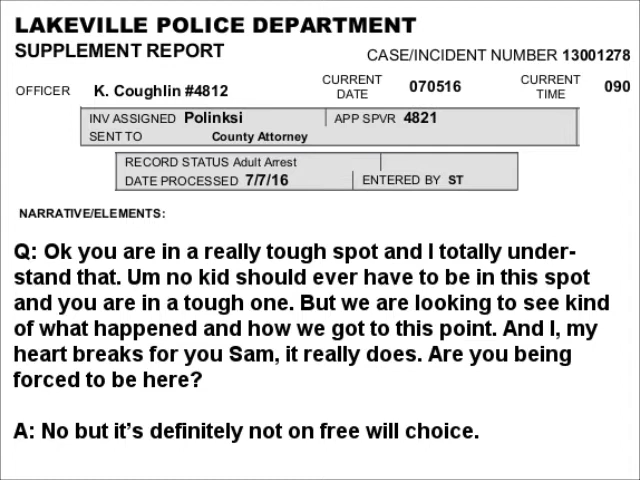 LAKEVILLE POLICE DEPARTMENT
SUPPLEMENT REPORT
CASE/INCIDENT NUMBER 13001278
OFFICER K. Coughlin #4812 CURRENT DATE 070516 CURRENT TIME 090
INV ASSIGNED Polinksi APP SPVR 4821
SENT TO County Attorney
RECORD STATUS Adult Arrest
DATE PROCESSED 7/7/16 ENTERED BY ST
NARRATIVE/ELEMENTS:
Q: Ok you are in a really tough spot and I totally under-
stand that. Um no kid should ever have to be in this spot
and you are in a tough one. But we are looking to see kind
of what happened and how we got to this point. And I, my
heart breaks for you Sam, it really does. Are you being
forced to be here?
A: No but it's definitely not on free will choice.